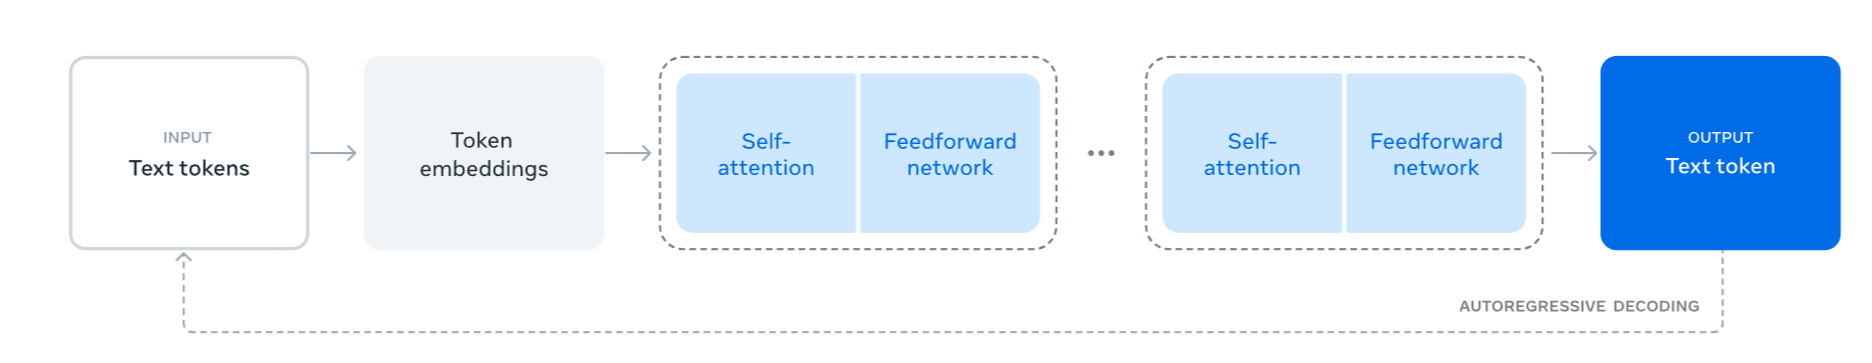 INPUT
Text tokens
Token
embeddings
Self-
attention
Feedforward
network
Self-
attention
Feedforward
network
OUTPUT
Text token
AUTOREGRESSIVE DECODING